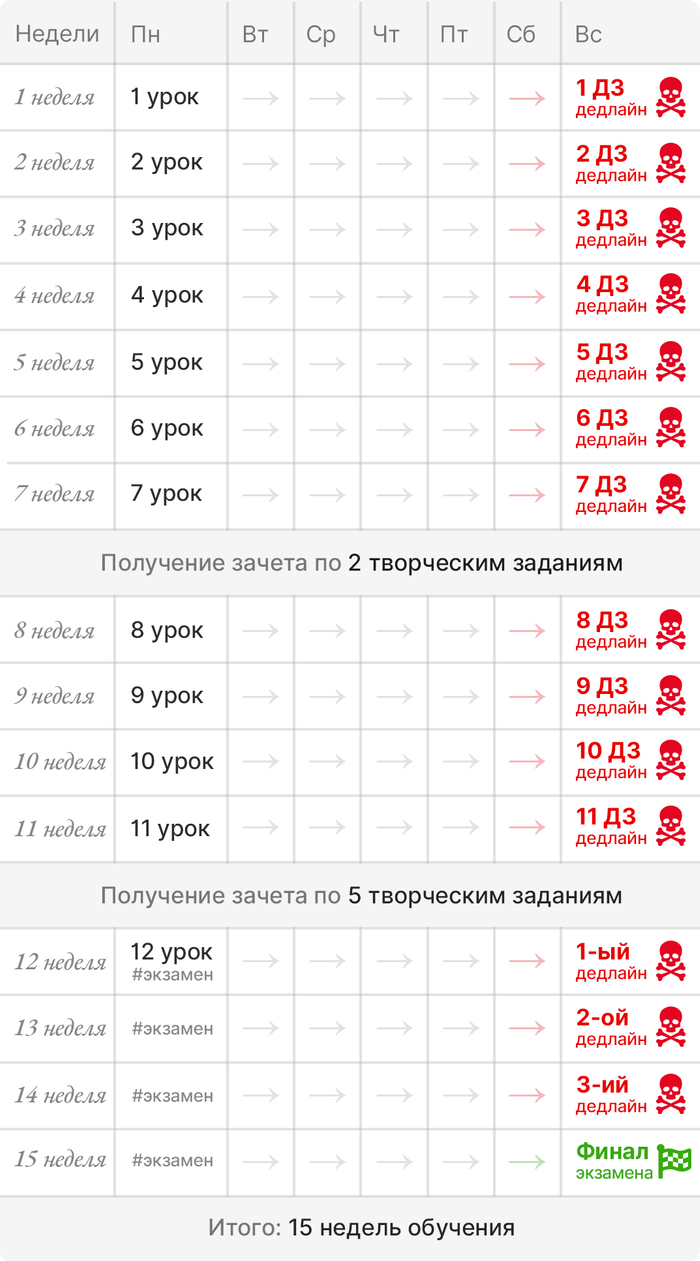 Недели Пн Вт Ср Чт Пт Сб Вс
1 неделя 1 урок 1 ДЗ
дедлайн
2 неделя 2 урок 2 ДЗ
дедлайн
3 неделя 3 урок 3 ДЗ
дедлайн
4 неделя 4 урок 4 ДЗ
дедлайн
5 неделя 5 урок 5 ДЗ
дедлайн
6 неделя 6 урок 6 ДЗ
дедлайн
7 неделя 7 урок 7 ДЗ
дедлайн
Получение зачета по 2 творческим заданиям
8 неделя 8 урок 8 ДЗ
дедлайн
9 неделя 9 урок 9 ДЗ
дедлайн
10 неделя 10 урок 10 ДЗ
дедлайн
11 неделя 11 урок 11 ДЗ
дедлайн
Получение зачета по 5 творческим заданиям
12 неделя 12 урок 1-ый
#экзамен дедлайн
13 неделя #экзамен 2-ой
дедлайн
14 неделя #экзамен 3-ий
дедлайн
15 неделя #экзамен Финал
экзамена
Итого: 15 недель обучения